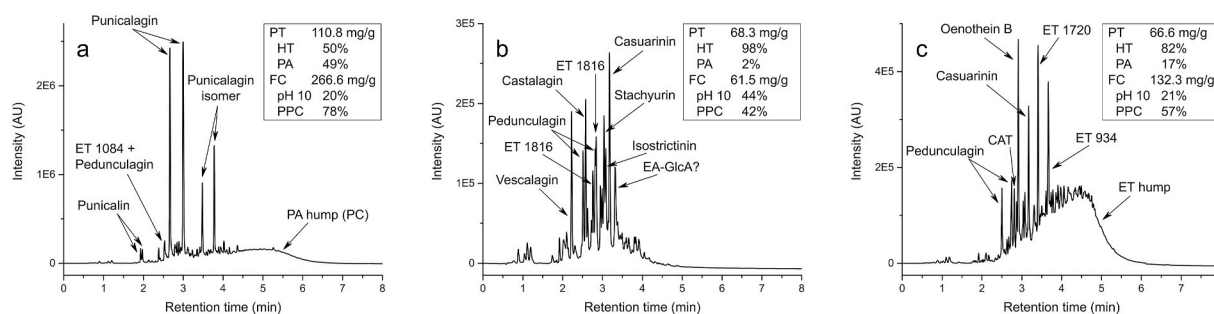 a
Punicalagin
Punicalagin
isomer
ET 1084 +
Pedunculagin
Punicalin
PA hump (PC)
PT 110.8 mg/g
HT 50%
PA 49%
FC 266.6 mg/g
pH 10 20%
PPC 78%
2E6
1E6
0
Intensity (AU)
0 1 2 3 4 5 6 7 8
Retention time (min)
b
Casuarinin
ET 1816
Castalagin
Stachyurin
Pedunculagin
ET 1816
Isostrictinin
EA-GlcA?
Vescalagin
PT 68.3 mg/g
HT 98%
PA 2%
FC 61.5 mg/g
pH 10 44%
PPC 42%
3E5
2E5
1E5
0
Intensity (AU)
0 1 2 3 4 5 6 7 8
Retention time (min)
c
Oenothein B
ET 1720
Casuarinin
CAT
ET 934
Pedunculagin
ET hump
PT 66.6 mg/g
HT 82%
PA 17%
FC 132.3 mg/g
pH 10 21%
PPC 57%
4E5
2E5
0
Intensity (AU)
0 1 2 3 4 5 6 7 8
Retention time (min)